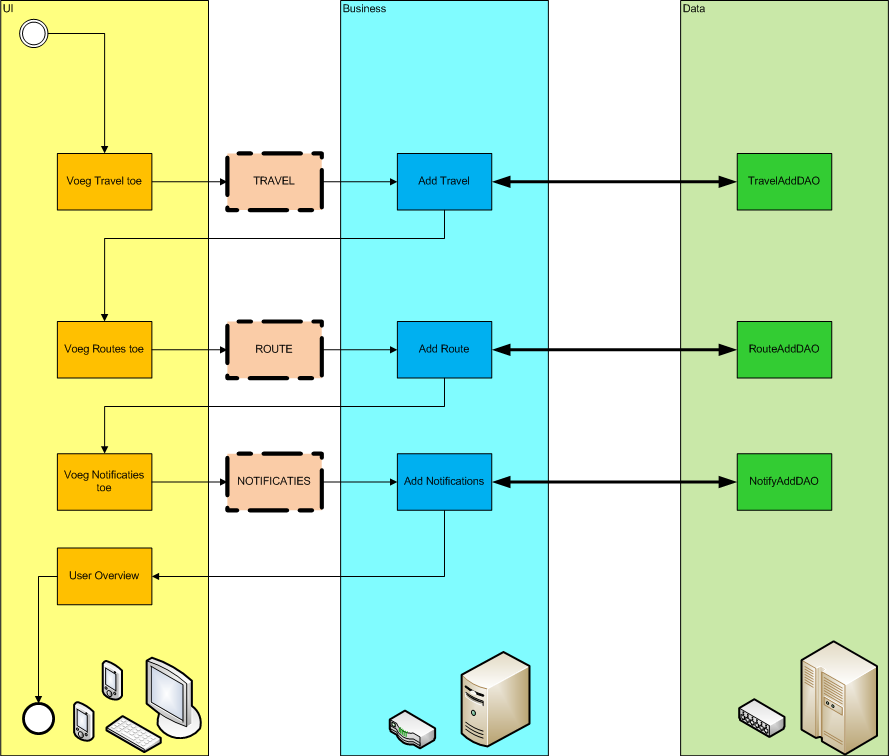 UI
Business
Data
Voeg Travel toe
TRAVEL
Add Travel
TravelAddDAO
Voeg Routes toe
ROUTE
Add Route
RouteAddDAO
Voeg Notificaties
toe
NOTIFICATIES
Add Notifications
NotifyAddDAO
User Overview